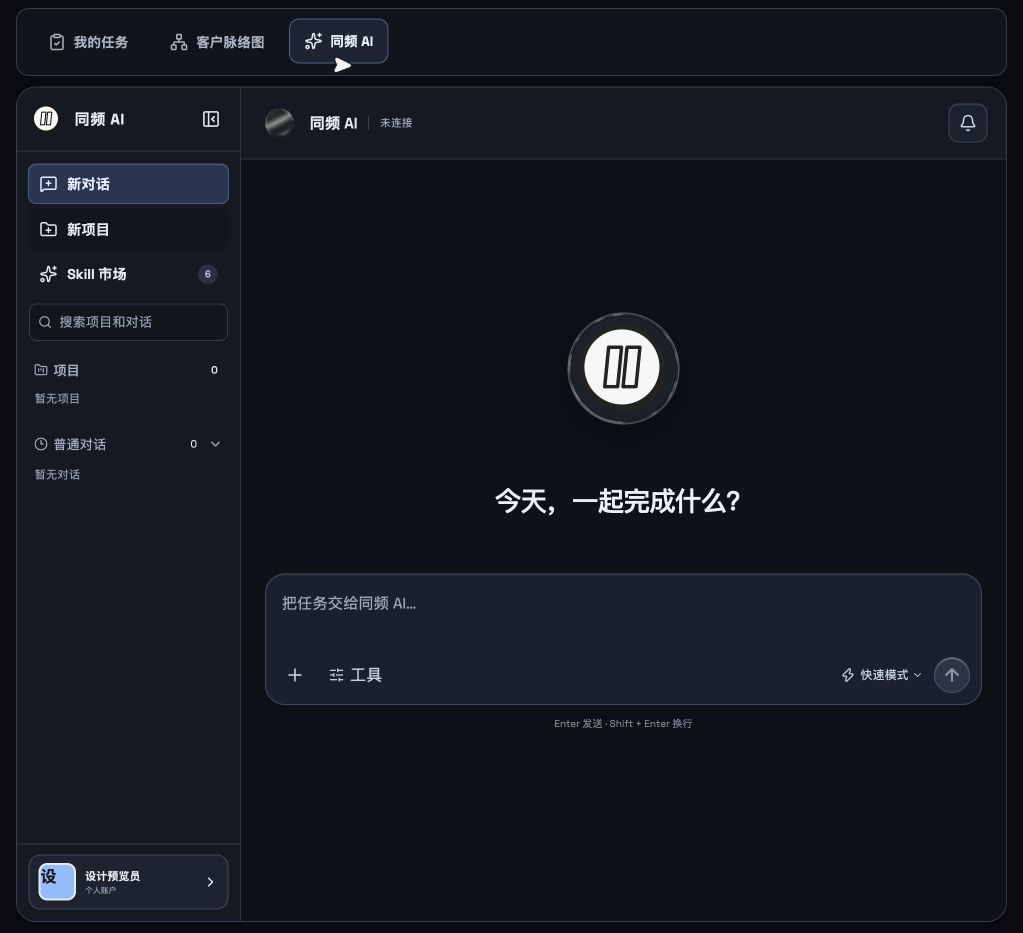 我的任务
客户脉络图
同频 AI
同频 AI
同频 AI
未连接
新对话
新项目
Skill 市场
6
搜索项目和对话
项目
0
暂无项目
普通对话
0
暂无对话
今天，一起完成什么？
把任务交给同频 AI...
工具
快速模式
Enter 发送 · Shift + Enter 换行
设
设计预览员
个人账户